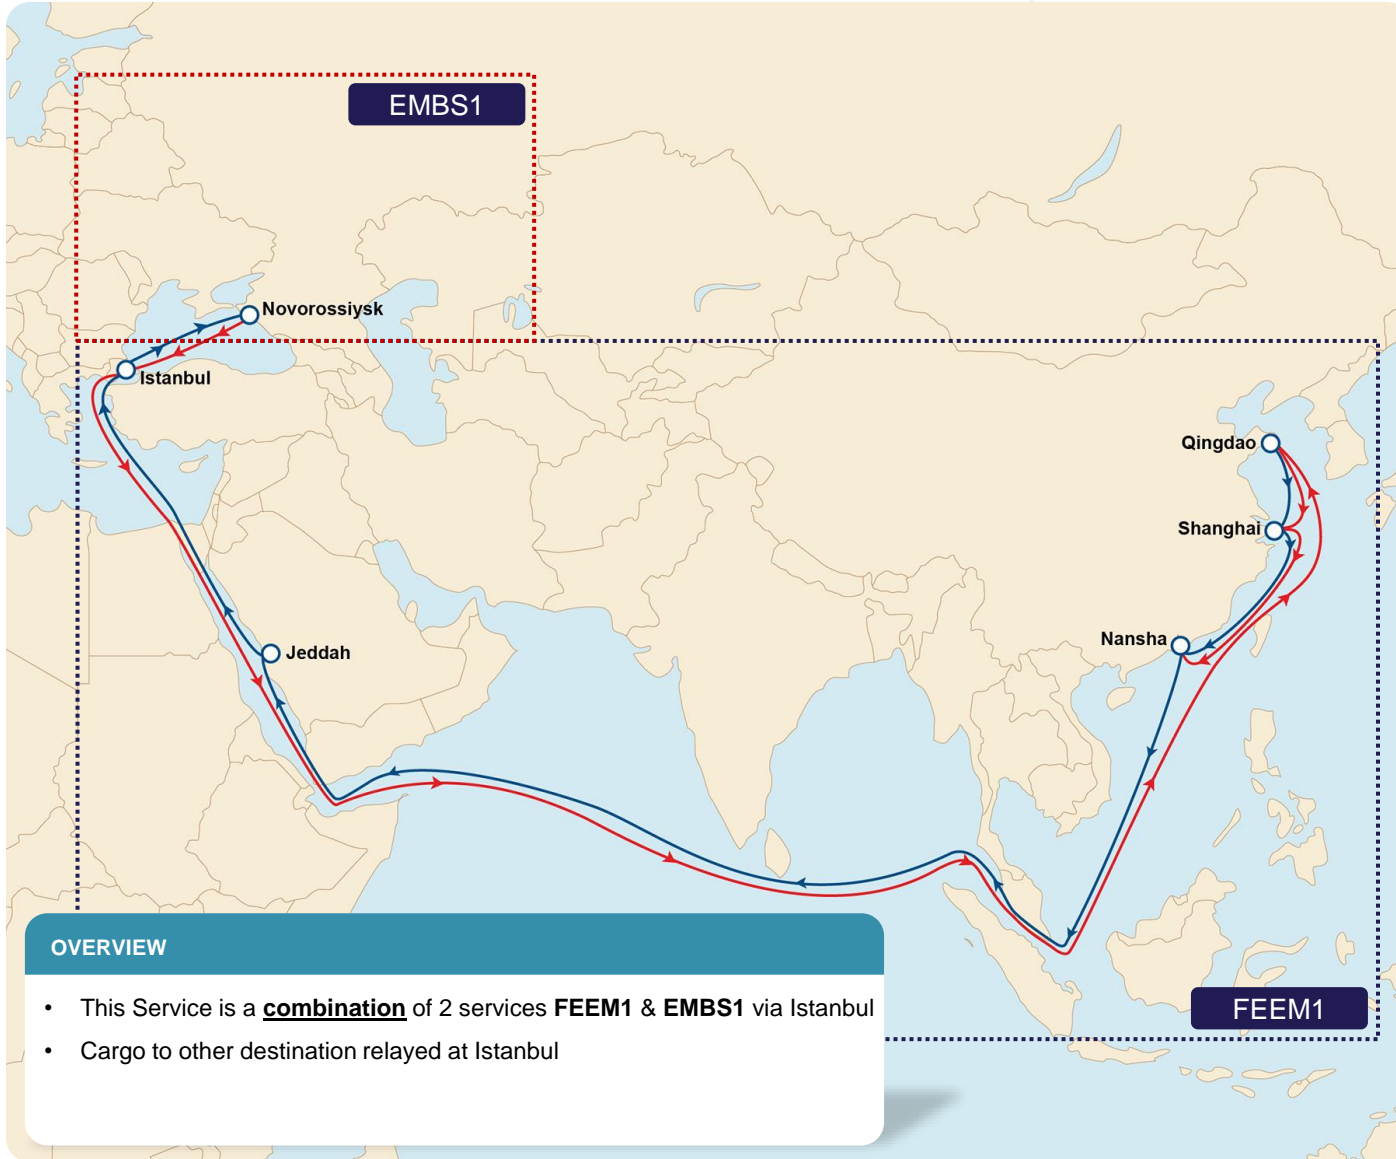 EMBS1
Novorossiysk
Istanbul
Qingdao
Shanghai
Nansha
Jeddah
OVERVIEW
• This Service is a combination of 2 services FEEM1 & EMBS1 via Istanbul
• Cargo to other destination relayed at Istanbul
FEEM1